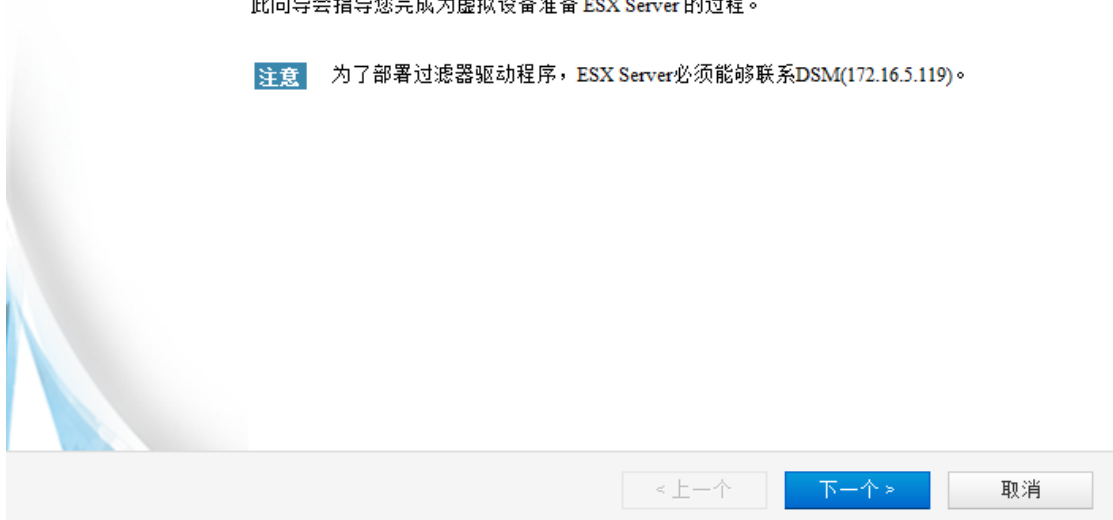 此向导会指导您完成为虚拟设备准备 ESX Server 的过程。
注意 为了部署过滤器驱动程序，ESX Server必须能够联系DSM(172.16.5.119)。
<上一个 下一个> 取消